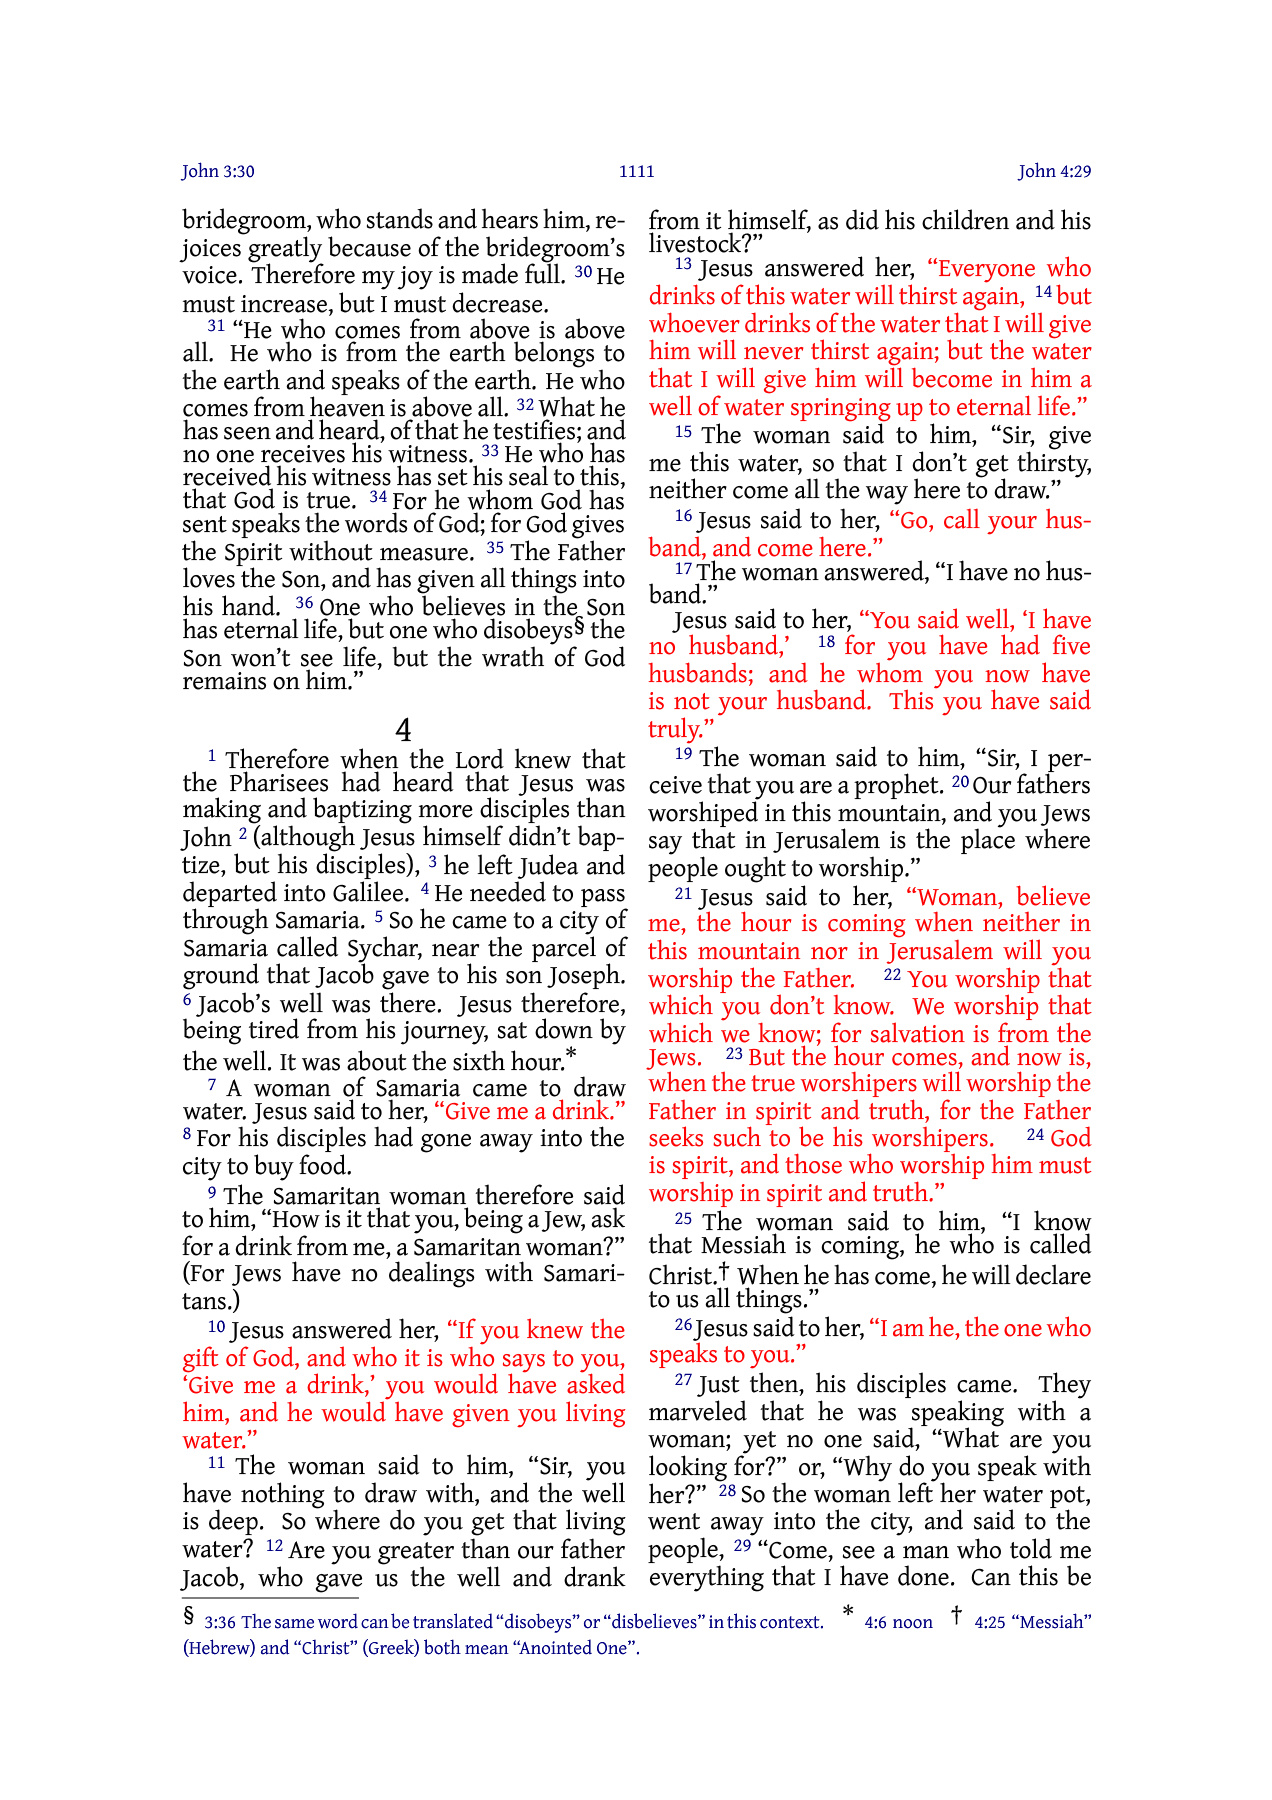 John 3:30 1111 John 4:29
bridegroom, who stands and hears him, re-
joices greatly because of the bridegroom’s
voice. Therefore my joy is made full. 30 He
must increase, but I must decrease.
31 “He who comes from above is above
all. He who is from the earth belongs to
the earth and speaks of the earth. He who
comes from heaven is above all. 32 What he
has seen and heard, of that he testifies; and
no one receives his witness. 33 He who has
received his witness has set his seal to this,
that God is true. 34 For he whom God has
sent speaks the words of God; for God gives
the Spirit without measure. 35 The Father
loves the Son, and has given all things into
his hand. 36 One who believes in the Son
has eternal life, but one who disobeys§ the
Son won’t see life, but the wrath of God
remains on him.”
4
1 Therefore when the Lord knew that
the Pharisees had heard that Jesus was
making and baptizing more disciples than
John 2 (although Jesus himself didn’t bap-
tize, but his disciples), 3 he left Judea and
departed into Galilee. 4 He needed to pass
through Samaria. 5 So he came to a city of
Samaria called Sychar, near the parcel of
ground that Jacob gave to his son Joseph.
6 Jacob’s well was there. Jesus therefore,
being tired from his journey, sat down by
the well. It was about the sixth hour.*
7 A woman of Samaria came to draw
water. Jesus said to her, “Give me a drink.”
8 For his disciples had gone away into the
city to buy food.
9 The Samaritan woman therefore said
to him, “How is it that you, being a Jew, ask
for a drink from me, a Samaritan woman?”
(For Jews have no dealings with Samari-
tans.)
10 Jesus answered her, “If you knew the
gift of God, and who it is who says to you,
‘Give me a drink,’ you would have asked
him, and he would have given you living
water.”
11 The woman said to him, “Sir, you
have nothing to draw with, and the well
is deep. So where do you get that living
water? 12 Are you greater than our father
Jacob, who gave us the well and drank
from it himself, as did his children and his
livestock?”
13 Jesus answered her, “Everyone who
drinks of this water will thirst again, 14 but
whoever drinks of the water that I will give
him will never thirst again; but the water
that I will give him will become in him a
well of water springing up to eternal life.”
15 The woman said to him, “Sir, give
me this water, so that I don’t get thirsty,
neither come all the way here to draw.”
16 Jesus said to her, “Go, call your hus-
band, and come here.”
17 The woman answered, “I have no hus-
band.”
Jesus said to her, “You said well, ‘I have
no husband,’ 18 for you have had five
husbands; and he whom you now have
is not your husband. This you have said
truly.”
19 The woman said to him, “Sir, I per-
ceive that you are a prophet. 20 Our fathers
worshiped in this mountain, and you Jews
say that in Jerusalem is the place where
people ought to worship.”
21 Jesus said to her, “Woman, believe
me, the hour is coming when neither in
this mountain nor in Jerusalem will you
worship the Father. 22 You worship that
which you don’t know. We worship that
which we know; for salvation is from the
Jews. 23 But the hour comes, and now is,
when the true worshipers will worship the
Father in spirit and truth, for the Father
seeks such to be his worshipers. 24 God
is spirit, and those who worship him must
worship in spirit and truth.”
25 The woman said to him, “I know
that Messiah is coming, he who is called
Christ.† When he has come, he will declare
to us all things.”
26 Jesus said to her, “I am he, the one who
speaks to you.”
27 Just then, his disciples came. They
marveled that he was speaking with a
woman; yet no one said, “What are you
looking for?” or, “Why do you speak with
her?” 28 So the woman left her water pot,
went away into the city, and said to the
people, 29 “Come, see a man who told me
everything that I have done. Can this be
§ 3:36 The same word can be translated “disobeys” or “disbelieves” in this context. * 4:6 noon † 4:25 “Messiah”
(Hebrew) and “Christ” (Greek) both mean “Anointed One”.